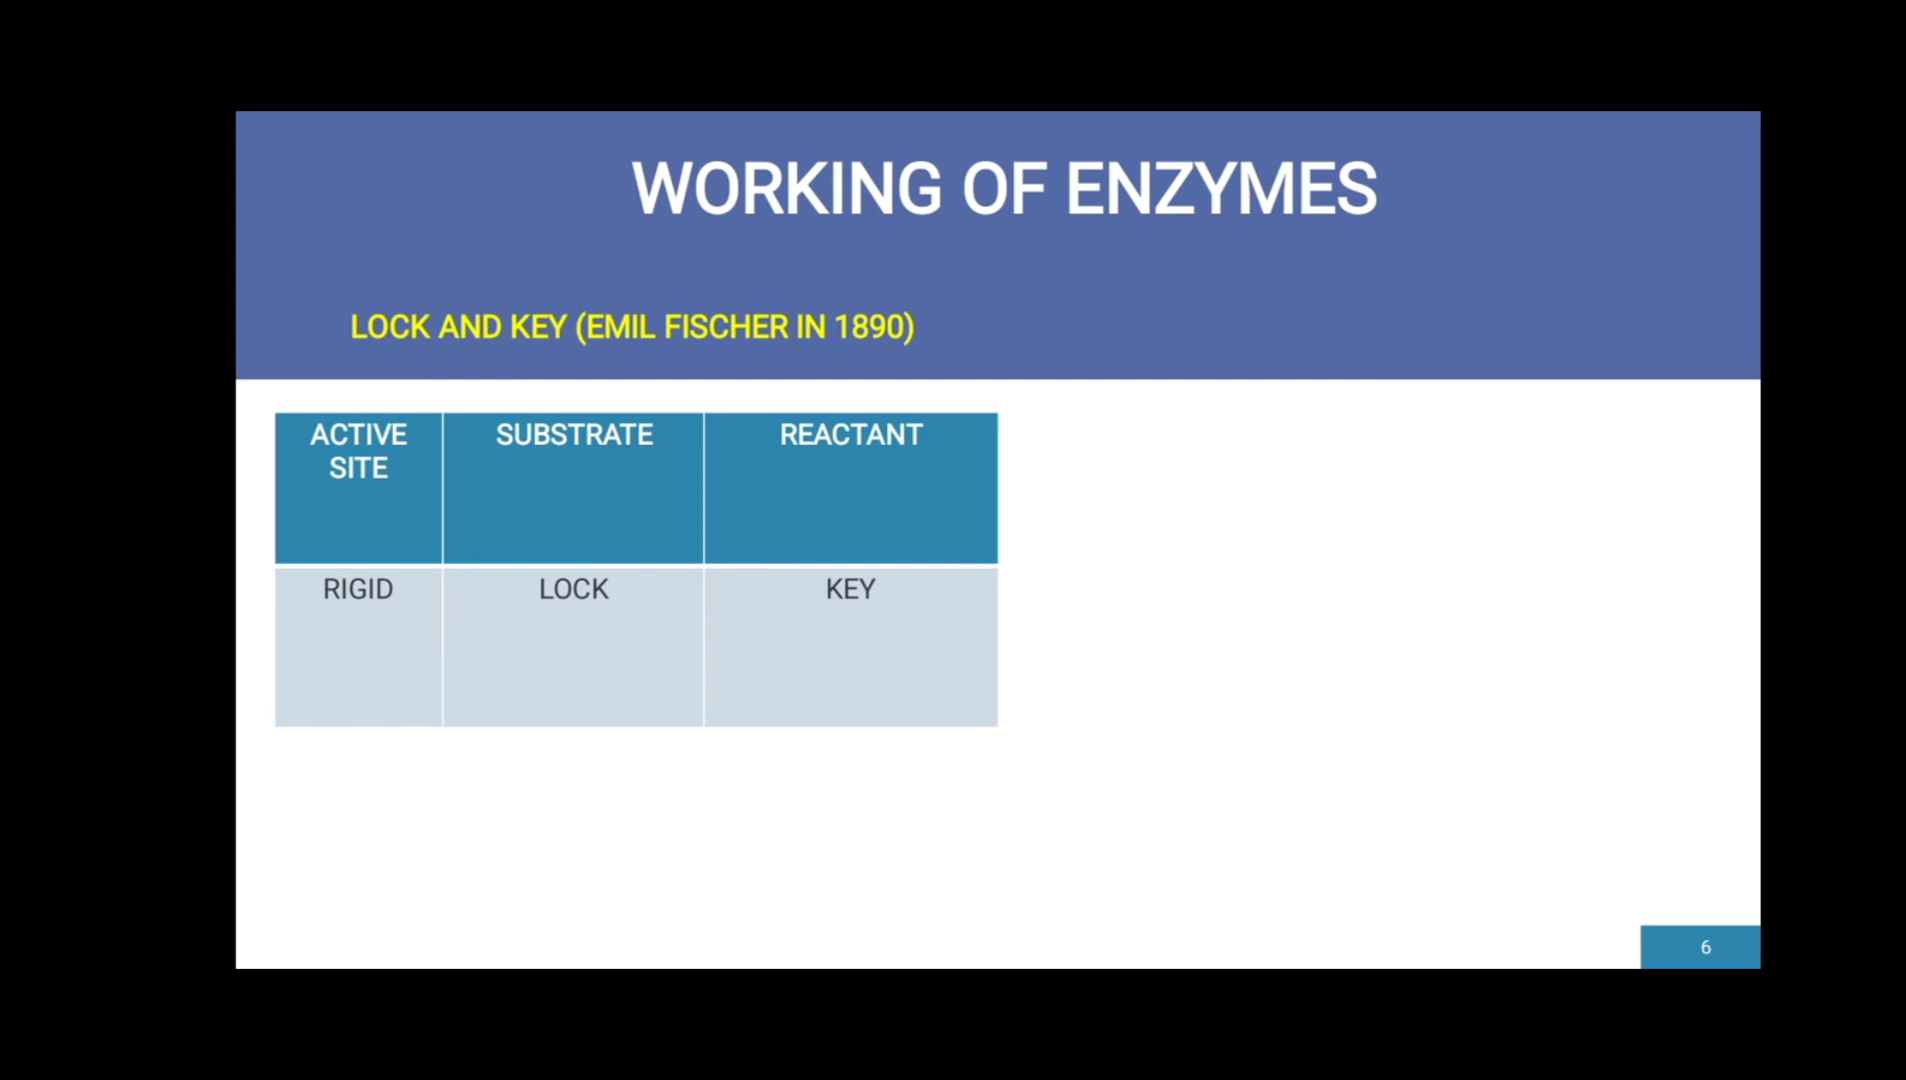 WORKING OF ENZYMES
LOCK AND KEY (EMIL FISCHER IN 1890)
ACTIVE SITE
SUBSTRATE
REACTANT
RIGID
LOCK
KEY
6